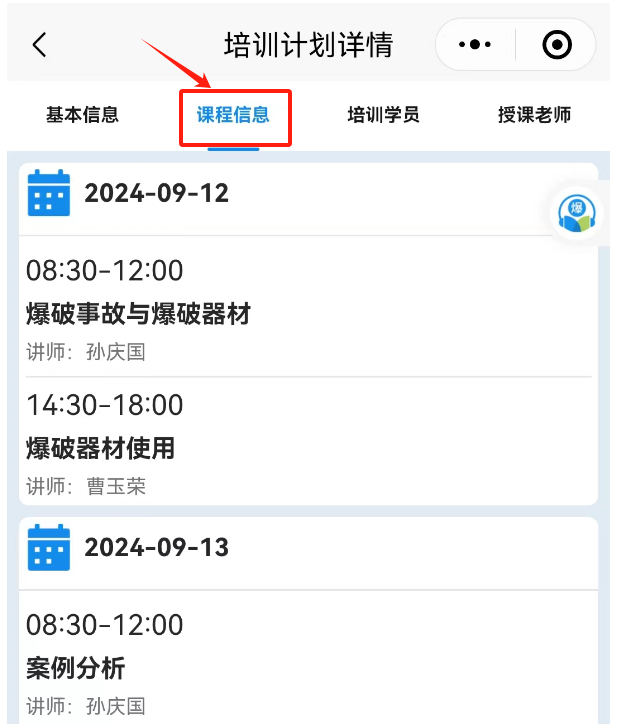 培训计划详情
基本信息 课程信息 培训学员 授课老师
2024-09-12
爆
08:30-12:00
爆破事故与爆破器材
讲师: 孙庆国
14:30-18:00
爆破器材使用
讲师: 曹玉荣
2024-09-13
08:30-12:00
案例分析
讲师: 孙庆国